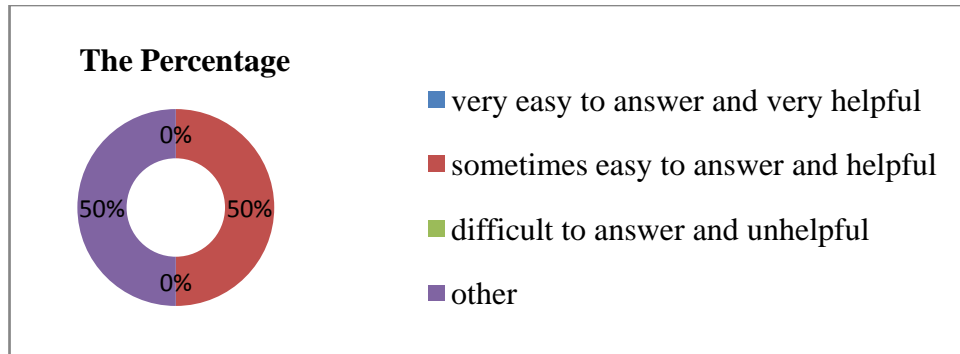 The Percentage
0%
50%
50%
0%
very easy to answer and very helpful
sometimes easy to answer and helpful
difficult to answer and unhelpful
other